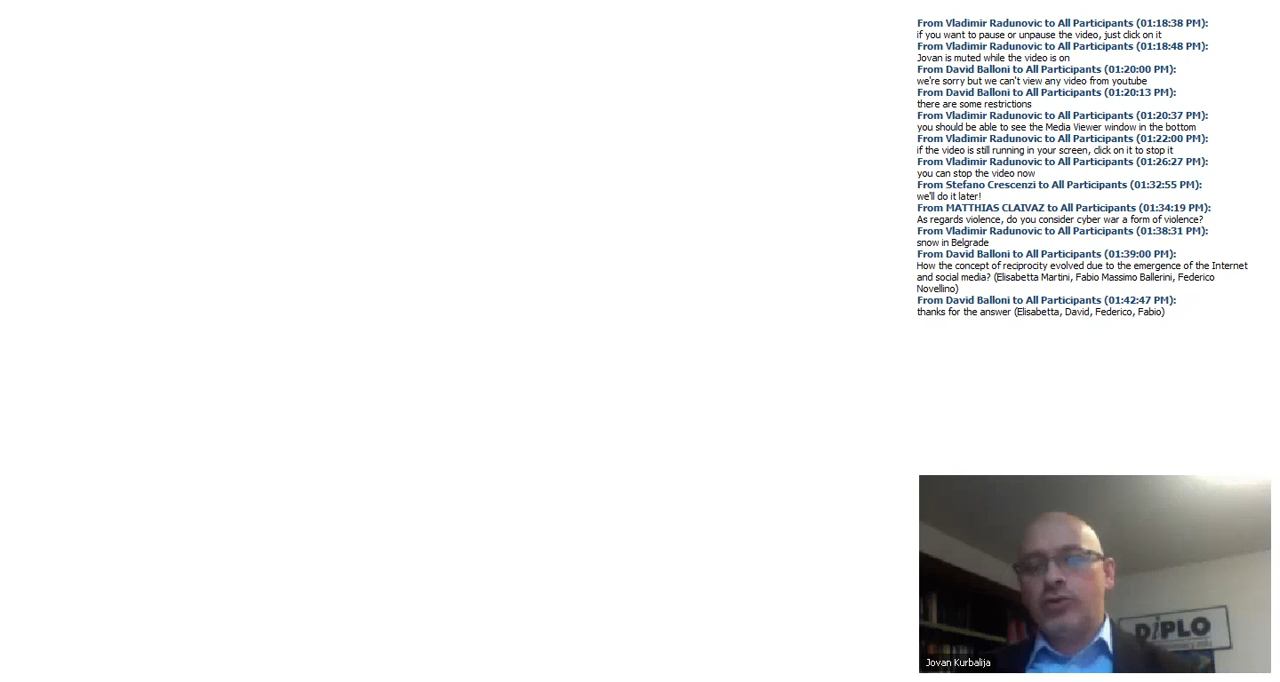 From Vladimir Radunovic to All Participants (01:18:38 PM):
if you want to pause or unpause the video, just click on it
From Vladimir Radunovic to All Participants (01:18:48 PM):
Jovan is muted while the video is on
From David Balloni to All Participants (01:20:00 PM):
we're sorry but we can't view any video from youtube
From David Balloni to All Participants (01:20:13 PM):
there are some restrictions
From Vladimir Radunovic to All Participants (01:20:37 PM):
you should be able to see the Media Viewer window in the bottom
From Vladimir Radunovic to All Participants (01:22:00 PM):
if the video is still running in your screen, click on it to stop it
From Vladimir Radunovic to All Participants (01:26:27 PM):
you can stop the video now
From Stefano Crescenzi to All Participants (01:32:55 PM):
we'll do it later!
From MATTHIAS CLAIVAZ to All Participants (01:34:19 PM):
As regards violence, do you consider cyber war a form of violence?
From Vladimir Radunovic to All Participants (01:38:31 PM):
snow in Belgrade
From David Balloni to All Participants (01:39:00 PM):
How the concept of reciprocity evolved due to the emergence of the Internet
and social media? (Elisabetta Martini, Fabio Massimo Ballerini, Federico
Novellino)
From David Balloni to All Participants (01:42:47 PM):
thanks for the answer (Elisabetta, David, Federico, Fabio)
DiPLO
Jovan Kurbalija